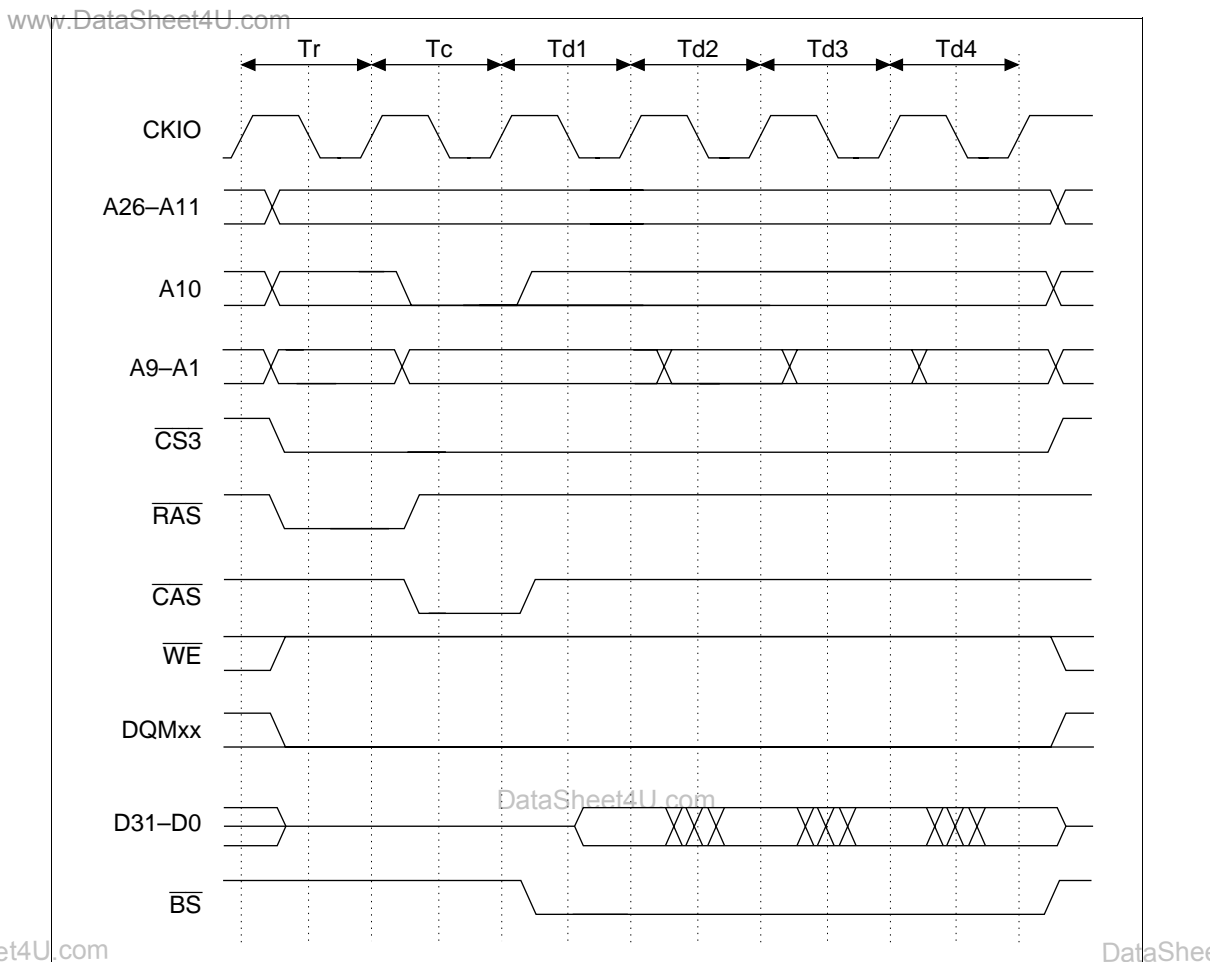 www.DataSheet4U.com
Tr Tc Td1 Td2 Td3 Td4
CKIO
A26–A11
A10
A9–A1
CS3
RAS
CAS
WE
DQMxx
DataSheet4U.com
D31–D0
BS
et4U.com
DataShee